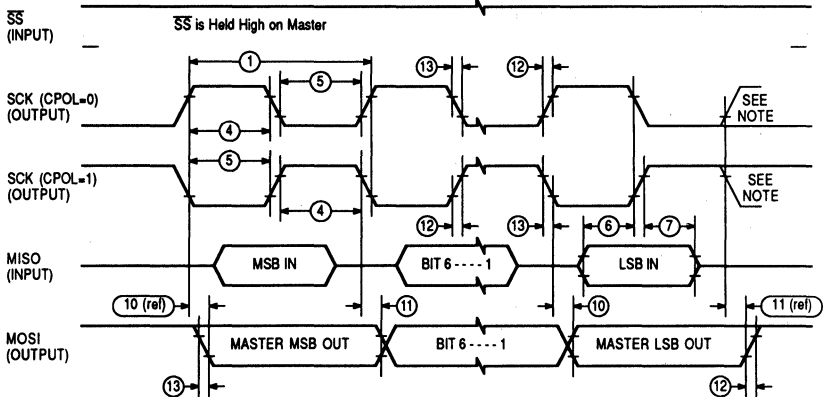 SS
(INPUT)
SS is Held High on Master
1
13
12
5
SCK (CPOL=0)
(OUTPUT)
SEE
NOTE
4
5
SCK (CPOL=1)
(OUTPUT)
SEE
NOTE
4
12
13
6
7
MISO
(INPUT)
MSB IN
BIT 6 - - - - 1
LSB IN
10 (ref)
11
10
11 (ref)
MOSI
(OUTPUT)
MASTER MSB OUT
BIT 6 - - - - 1
MASTER LSB OUT
13
12